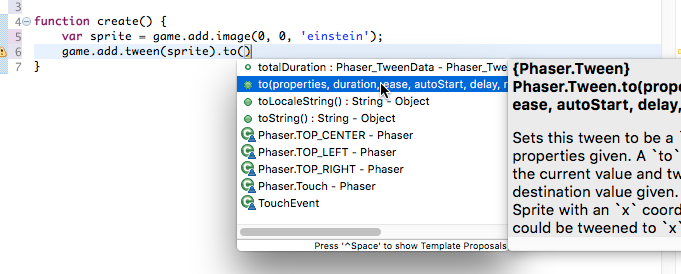 3
4 function create() {
5 var sprite = game.add.image(0, 0, 'einstein');
6 game.add.tween(sprite).to()
7 }
totalDuration : Phaser_TweenData - Phaser_Twe
to(properties, duration, ease, autoStart, delay,
toLocaleString() : String - Object
toString() : String - Object
Phaser.TOP_CENTER - Phaser
Phaser.TOP_LEFT - Phaser
Phaser.TOP_RIGHT - Phaser
Phaser.Touch - Phaser
TouchEvent
Press '^Space' to show Template Proposals
{Phaser.Tween}
Phaser.Tween.to(prope
ease, autoStart, delay,
Sets this tween to be a `
properties given. A `to`
the current value and tw
destination value given.
Sprite with an `x` coord
could be tweened to `x`